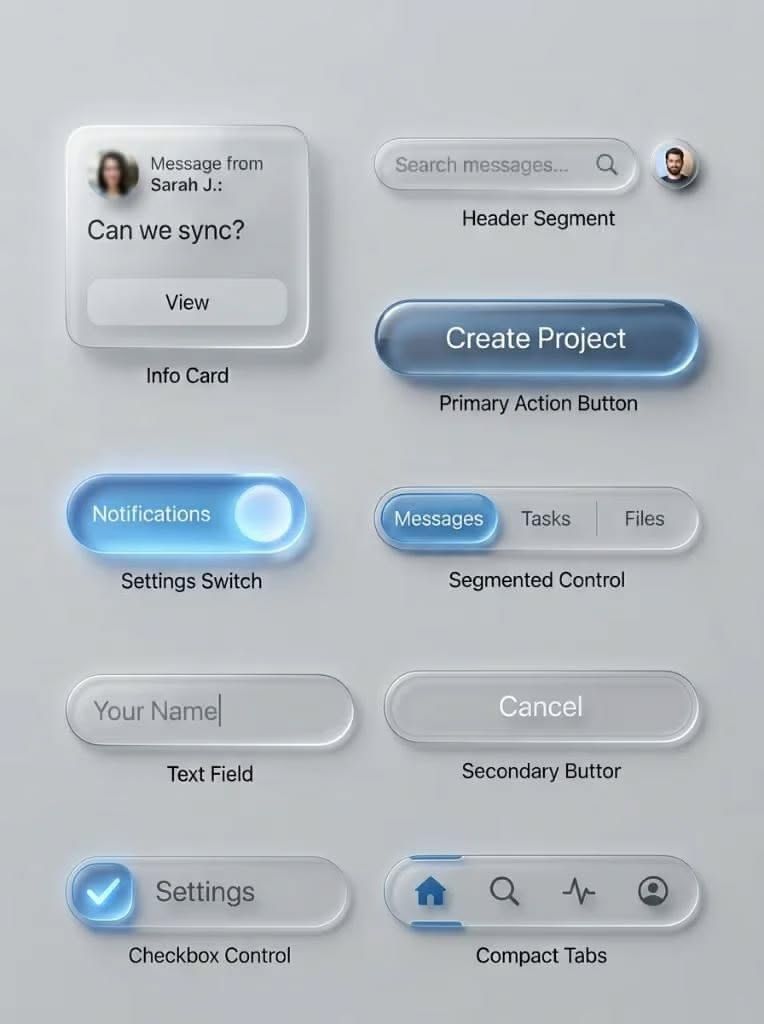 Message from
Sarah J.:
Can we sync?
View
Info Card
Search messages...
Header Segment
Create Project
Primary Action Button
Notifications
Settings Switch
Messages Tasks Files
Segmented Control
Your Name
Text Field
Cancel
Secondary Buttor
Settings
Checkbox Control
Compact Tabs